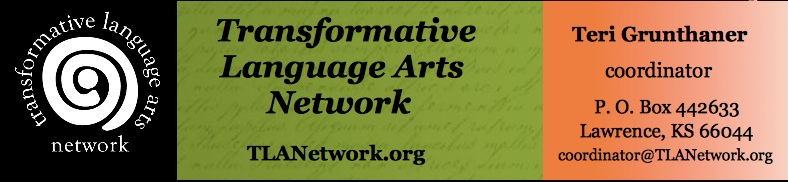 transformative language arts
network
Transformative
Language Arts
Network
TLANetwork.org
Teri Grunthaner
coordinator
P. O. Box 442633
Lawrence, KS 66044
coordinator@TLANetwork.org